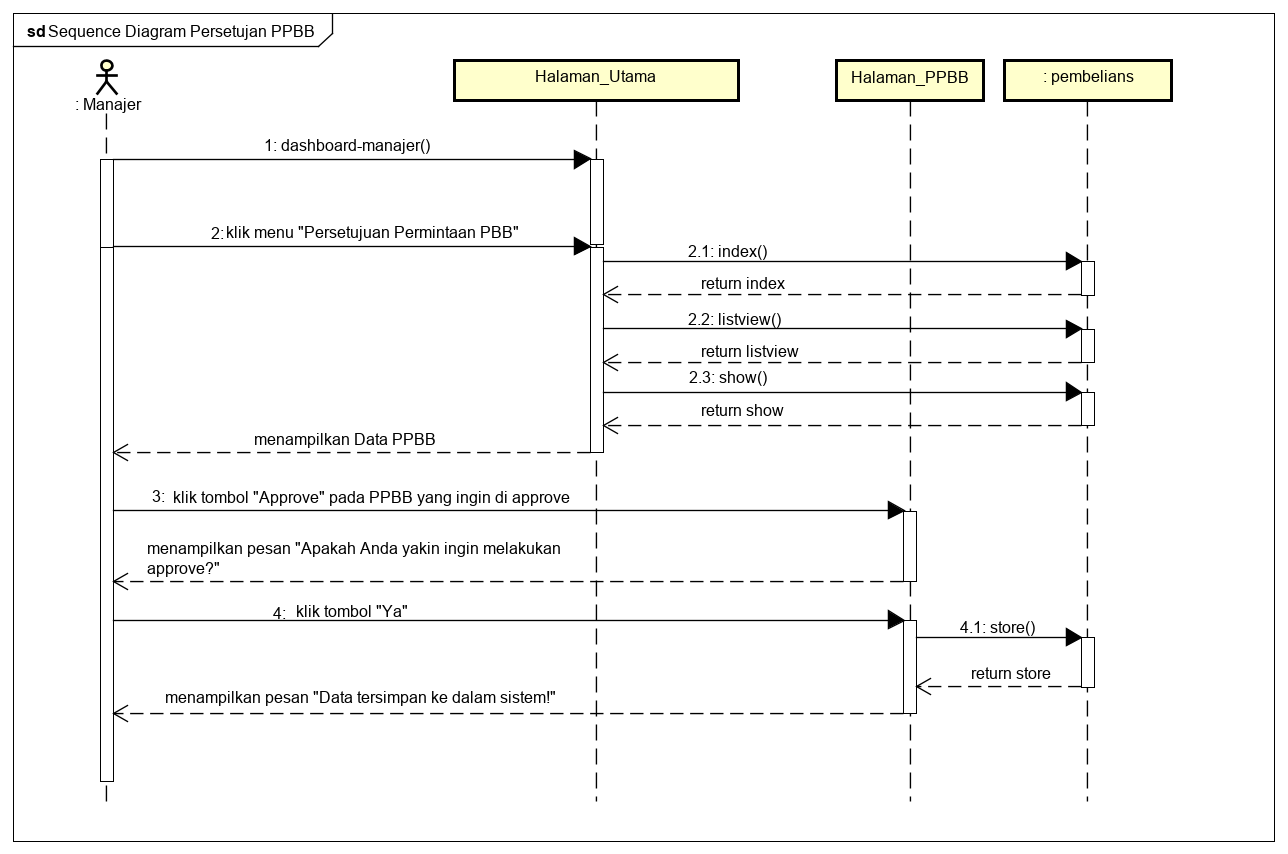 sd Sequence Diagram Persetujan PPBB
: Manajer
Halaman_Utama
Halaman_PPBB
: pembelians
1: dashboard-manajer()
2: klik menu "Persetujuan Permintaan PBB"
2.1: index()
return index
2.2: listview()
return listview
2.3: show()
return show
menampilkan Data PPBB
3: klik tombol "Approve" pada PPBB yang ingin di approve
menampilkan pesan "Apakah Anda yakin ingin melakukan
approve?"
4: klik tombol "Ya"
4.1: store()
return store
menampilkan pesan "Data tersimpan ke dalam sistem!"